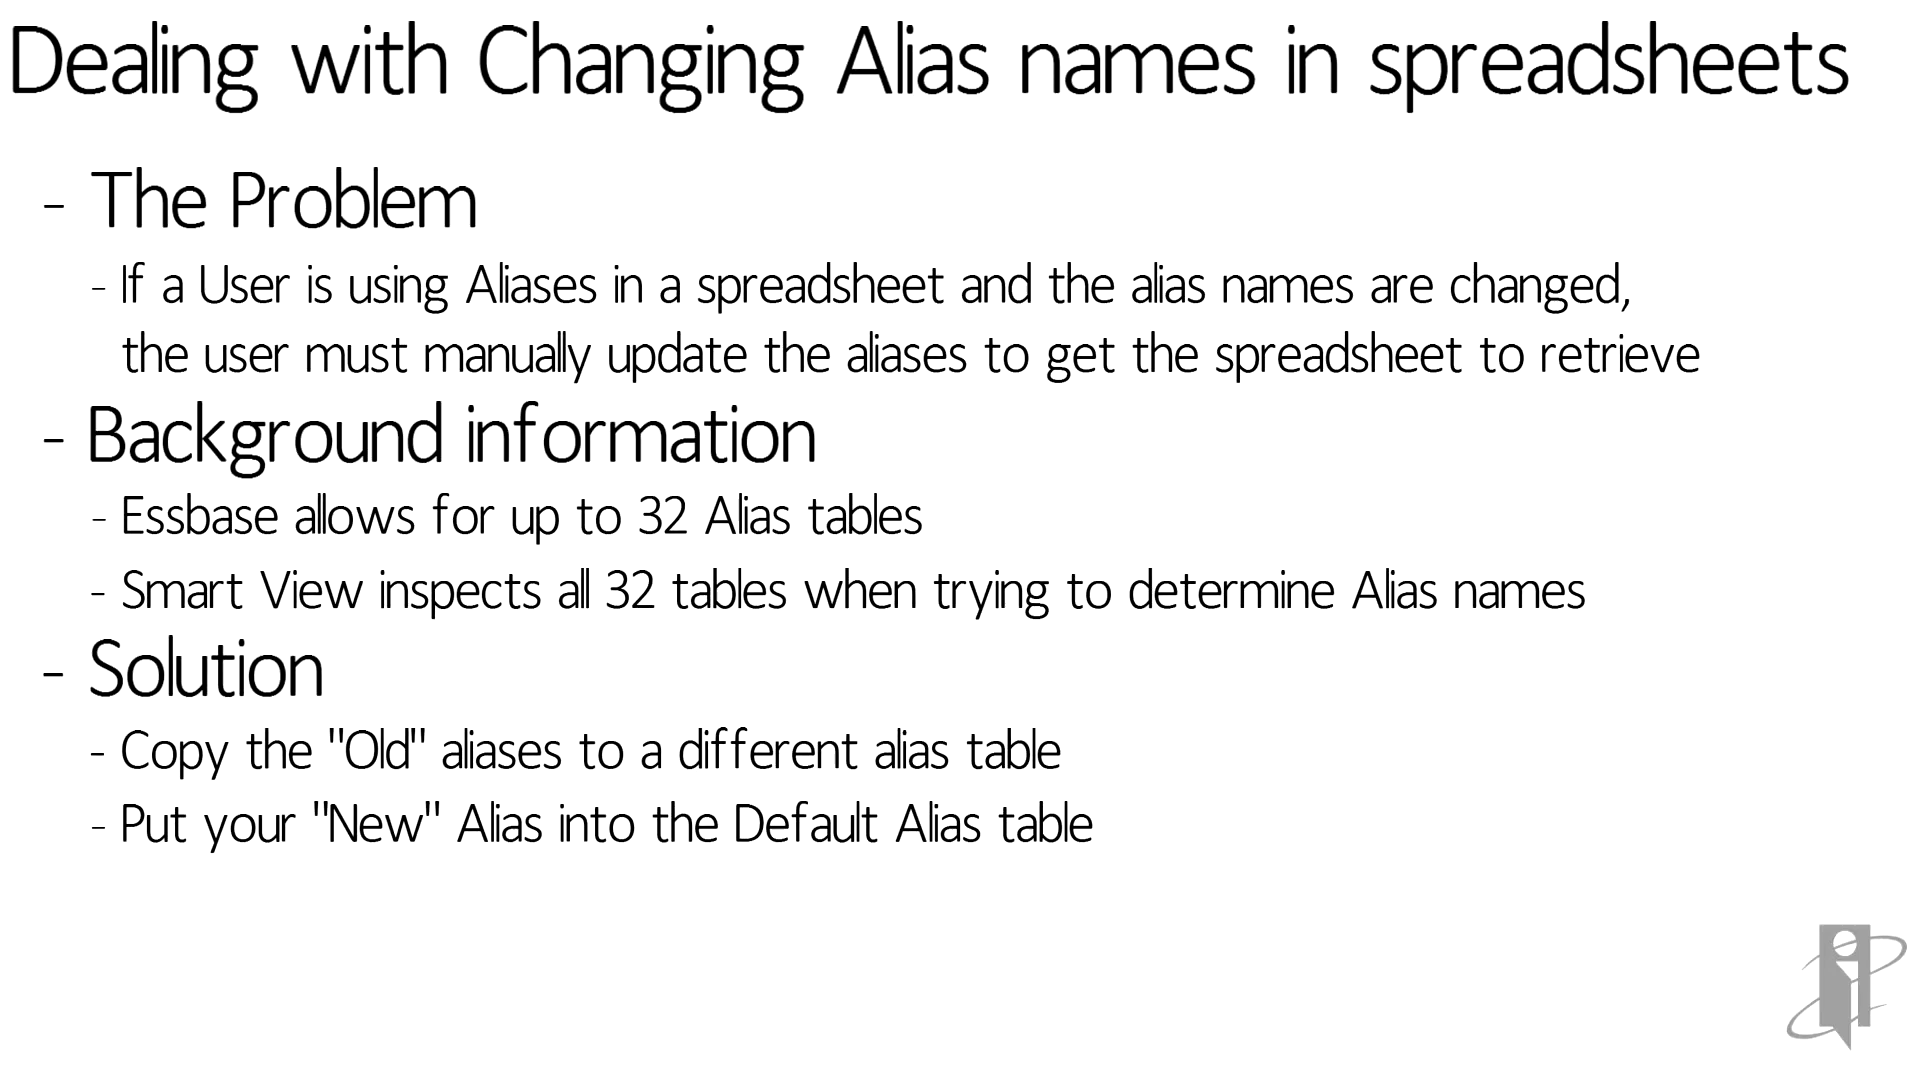 Dealing with Changing Alias names in spreadsheets
- The Problem
- If a User is using Aliases in a spreadsheet and the alias names are changed,
the user must manually update the aliases to get the spreadsheet to retrieve
- Background information
- Essbase allows for up to 32 Alias tables
- Smart View inspects all 32 tables when trying to determine Alias names
- Solution
- Copy the "Old" aliases to a different alias table
- Put your "New" Alias into the Default Alias table